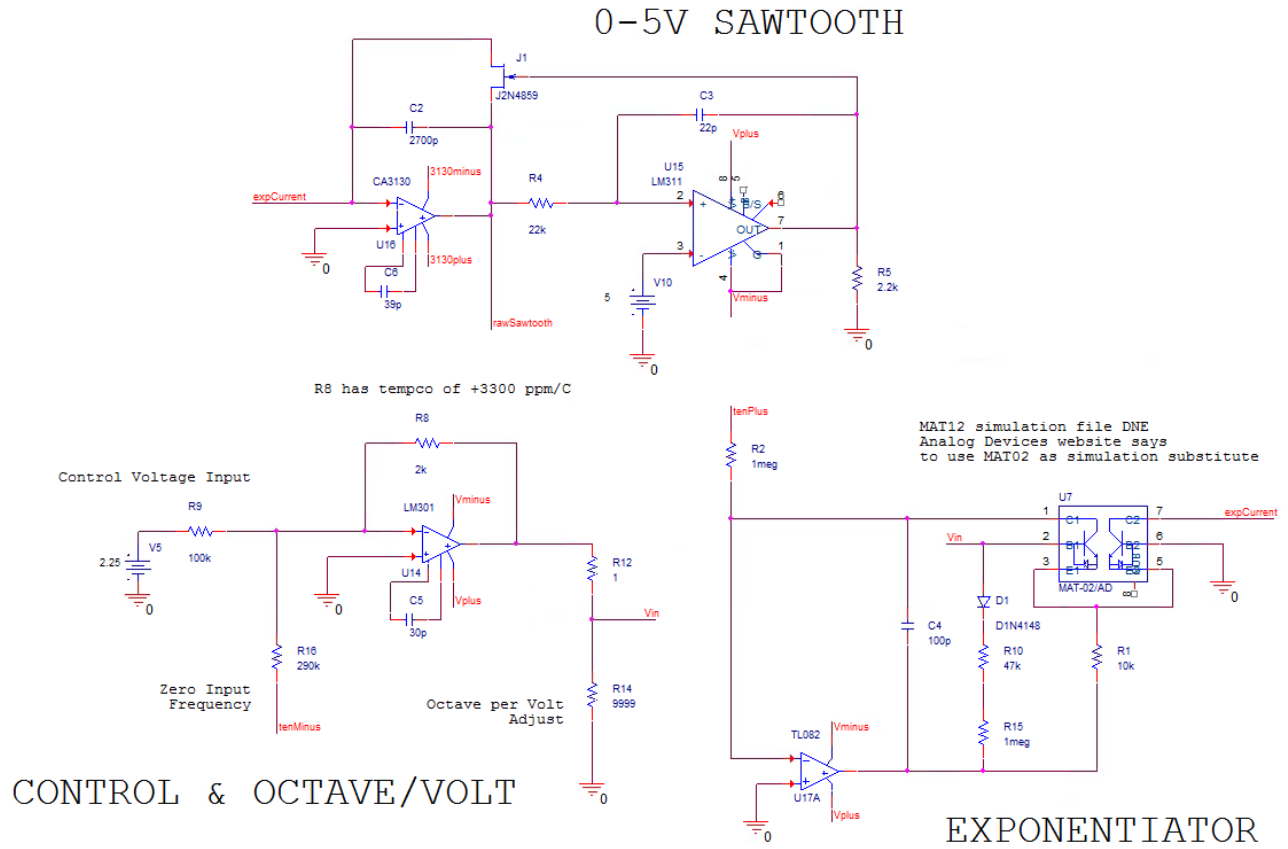 0-5V SAWTOOTH
J1
J2N4859
C2
2700p
C3
22p
Vplus
U15
LM311
CA3130
3130minus
R4
22k
expCurrent
U16
3130plus
C6
39p
0
2
3
8
5
6
7
1
4
+
-
V
B
B/S
OUT
G
V
V10
5
Vminus
R5
2.2k
0
0
rawSawtooth
R8 has tempco of +3300 ppm/C
R8
2k
Control Voltage Input
R9
100k
V5
2.25
0
LM301
Vminus
U14
Vplus
C5
30p
0
R12
1
Vin
R16
290k
Zero Input
Frequency
tenMinus
Octave per Volt
Adjust
R14
9999
0
CONTROL & OCTAVE/VOLT
tenPlus
R2
1meg
MAT12 simulation file DNE
Analog Devices website says
to use MAT02 as simulation substitute
U7
1
C1
C2
7
expCurrent
Vin
2
B1
B2
6
3
E1
E2
5
SUB
8
MAT-02/AD
0
D1
D1N4148
C4
100p
R10
47k
R1
10k
R15
1meg
TL082
Vminus
U17A
Vplus
0
EXPONENTIATOR